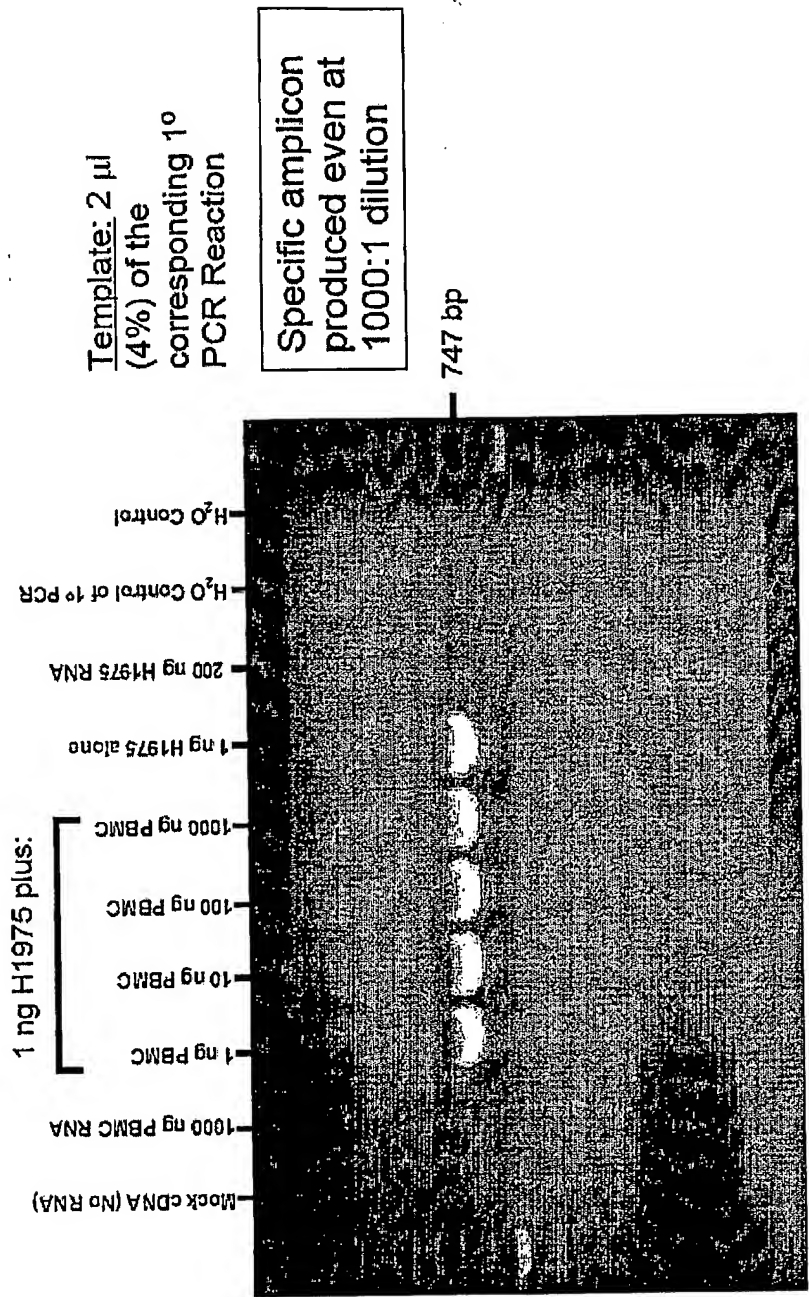 1 ng H1975 plus:
Mock cDNA (No RNA)
1000 ng PBMC RNA
1 ng PBMC
10 ng PBMC
100 ng PBMC
1000 ng PBMC
1 ng H1975 alone
200 ng H1975 RNA
H₂O Control of 1º PCR
H₂O Control
747 bp
Template: 2 µl
(4%) of the
corresponding 1º
PCR Reaction
Specific amplicon
produced even at
1000:1 dilution